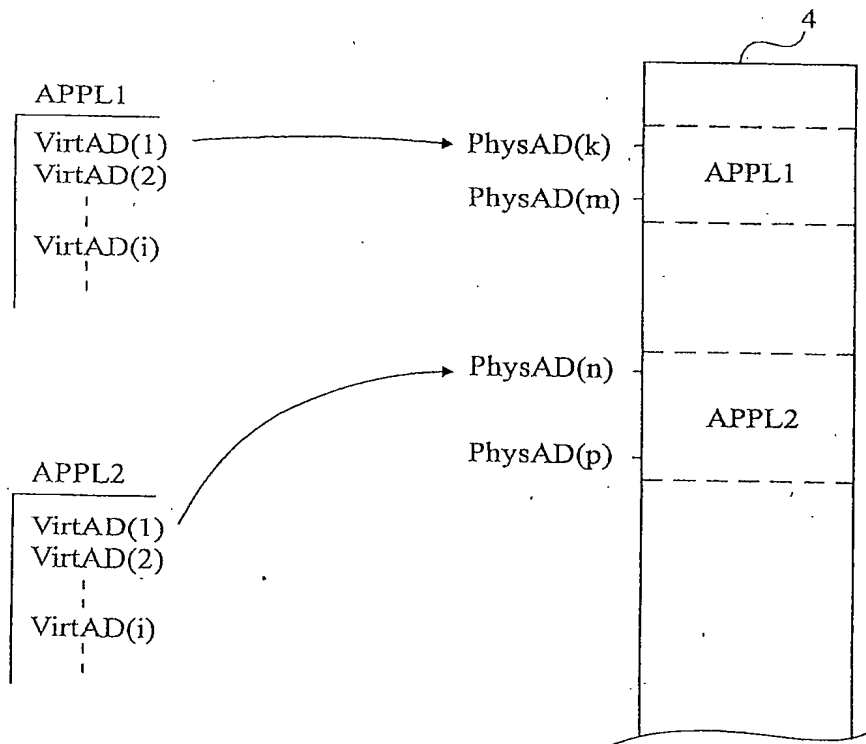 4
APPL1
VirtAD(1)
VirtAD(2)
VirtAD(i)
PhysAD(k)
PhysAD(m)
APPL1
PhysAD(n)
PhysAD(p)
APPL2
APPL2
VirtAD(1)
VirtAD(2)
VirtAD(i)